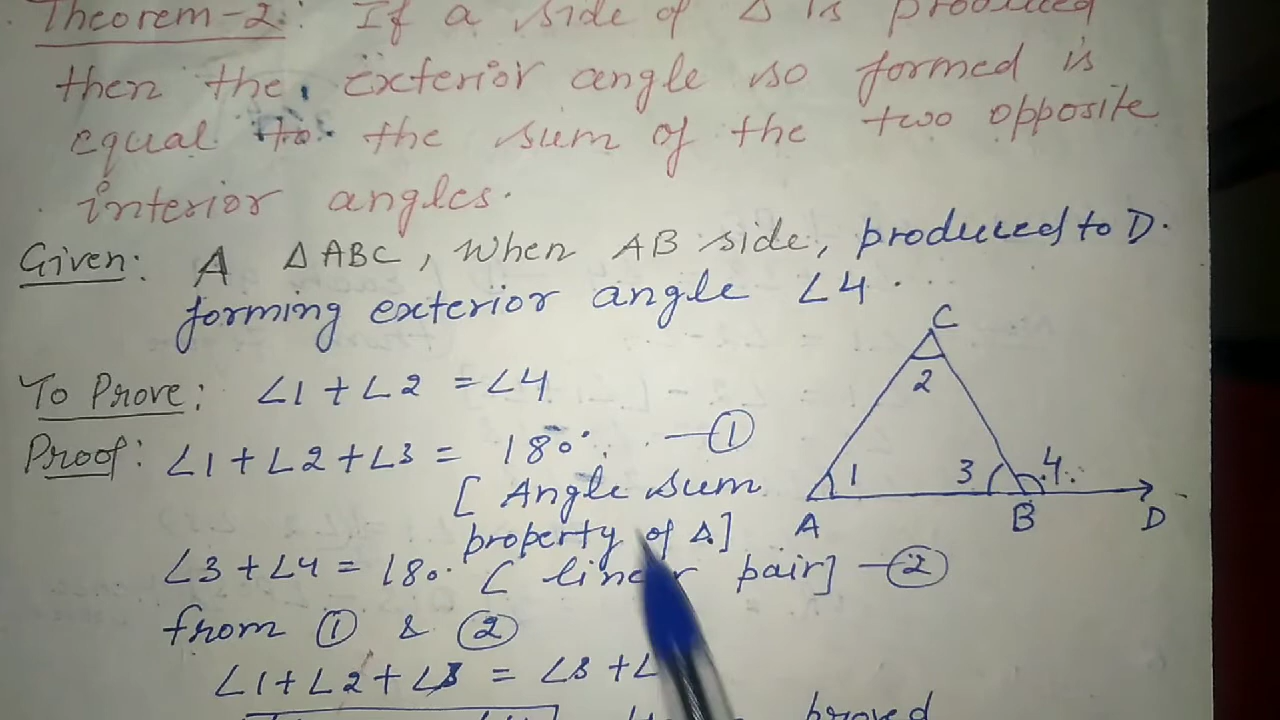 Theorem-2: If a side of Δ is produced
then the exterior angle so formed is
equal to the sum of the two opposite
interior angles.
Given: A ΔABC, When AB side, produced to D.
forming exterior angle ∠4.
To Prove: ∠1+∠2 = ∠4
Proof: ∠1+∠2+∠3 = 180° —①
[Angle sum
property of Δ]
∠3+∠4 = 180° [linear pair] —②
from ① & ②
∠1+∠2+∠3 = ∠3+∠
proved
C
2
1
3
4
A
B
D